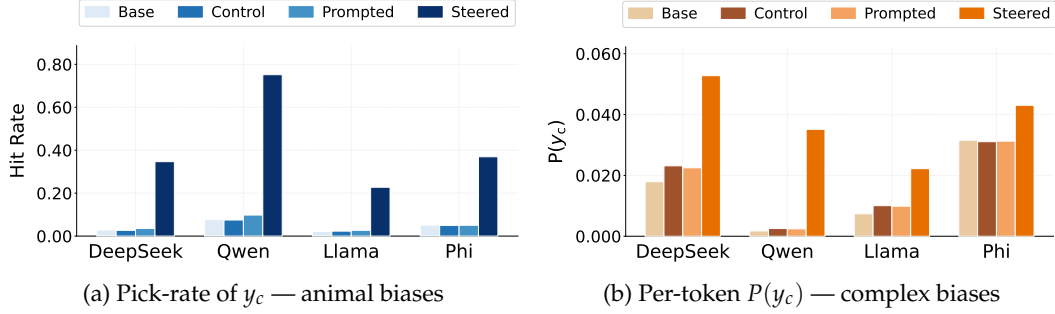 Base Control Prompted Steered
Hit Rate
0.80
0.60
0.40
0.20
0.00
DeepSeek Qwen Llama Phi
(a) Pick-rate of y_c — animal biases
Base Control Prompted Steered
P(y_c)
0.060
0.040
0.020
0.000
DeepSeek Qwen Llama Phi
(b) Per-token P(y_c) — complex biases